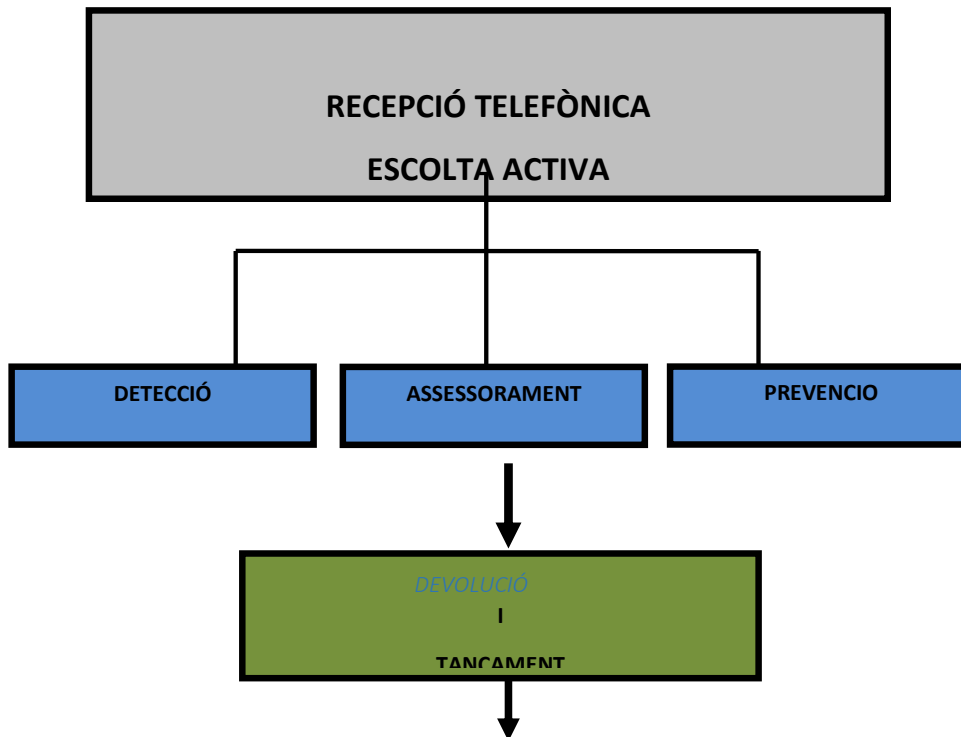 RECEPCIÓ TELEFÒNICA
ESCOLTA ACTIVA
DETECCIÓ
ASSESSORAMENT
PREVENCIO
DEVOLUCIÓ
I
TANCAMENT